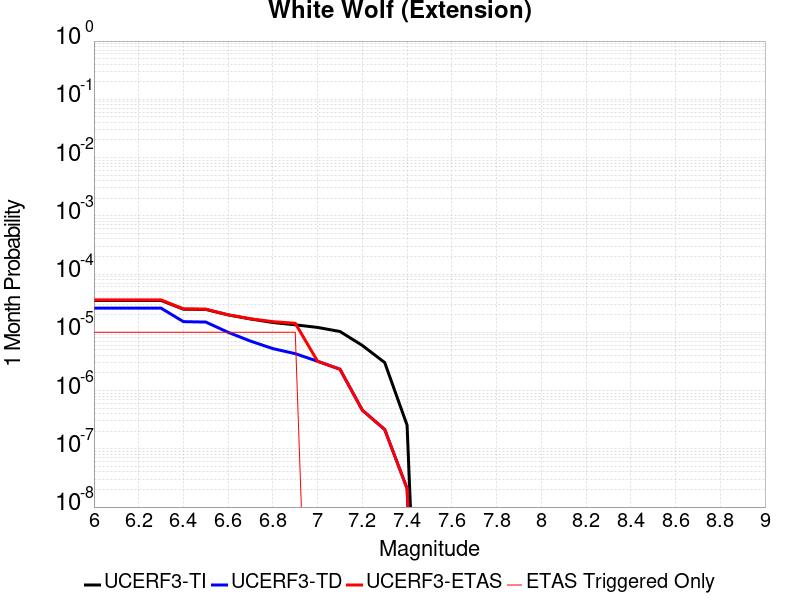 White Wolf (Extension)
1 Month Probability
10^0
10^-1
10^-2
10^-3
10^-4
10^-5
10^-6
10^-7
10^-8
6 6.2 6.4 6.6 6.8 7 7.2 7.4 7.6 7.8 8 8.2 8.4 8.6 8.8 9
Magnitude
UCERF3-TI UCERF3-TD UCERF3-ETAS ETAS Triggered Only